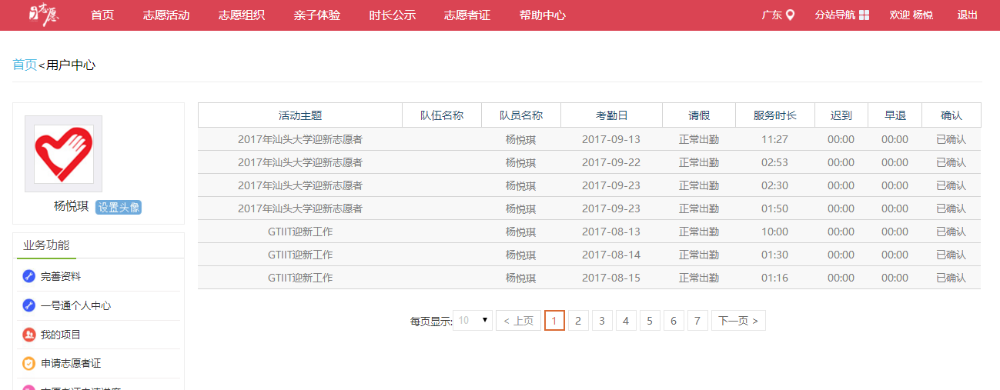 志愿 首页 志愿活动 志愿组织 亲子体验 时长公示 志愿者证 帮助中心 广东 分站导航 欢迎 杨悦 退出
首页<用户中心
杨悦琪 设置头像
业务功能
完善资料
一号通个人中心
我的项目
申请志愿者证
活动主题 队伍名称 队员名称 考勤日 请假 服务时长 迟到 早退 确认
2017年汕头大学迎新志愿者 杨悦琪 2017-09-13 正常出勤 11:27 00:00 00:00 已确认
2017年汕头大学迎新志愿者 杨悦琪 2017-09-22 正常出勤 02:53 00:00 00:00 已确认
2017年汕头大学迎新志愿者 杨悦琪 2017-09-23 正常出勤 02:30 00:00 00:00 已确认
2017年汕头大学迎新志愿者 杨悦琪 2017-09-23 正常出勤 01:50 00:00 00:00 已确认
GTIIT迎新工作 杨悦琪 2017-08-13 正常出勤 10:00 00:00 00:00 已确认
GTIIT迎新工作 杨悦琪 2017-08-14 正常出勤 01:30 00:00 00:00 已确认
GTIIT迎新工作 杨悦琪 2017-08-15 正常出勤 01:16 00:00 00:00 已确认
每页显示: 10 < 上页 1 2 3 4 5 6 7 下一页 >